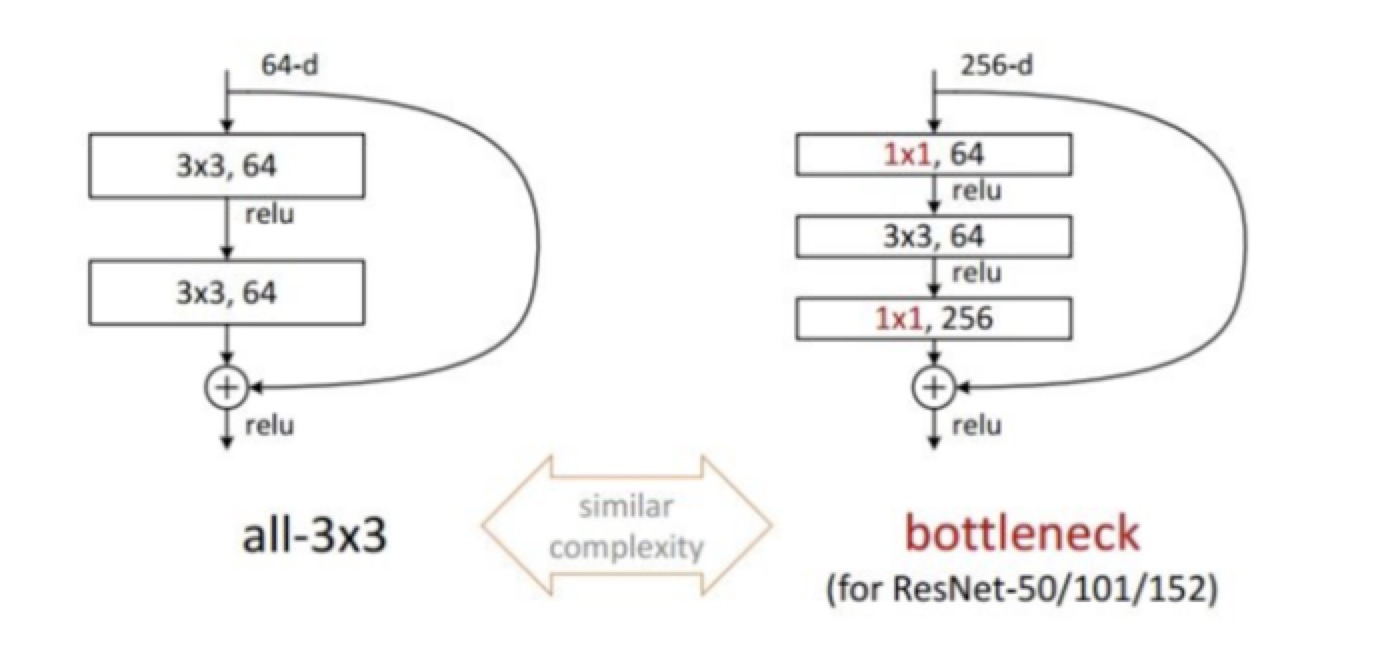 64-d
3x3, 64
relu
3x3, 64
+
relu
all-3x3
similar
complexity
256-d
1x1, 64
relu
3x3, 64
relu
1x1, 256
+
relu
bottleneck
(for ResNet-50/101/152)